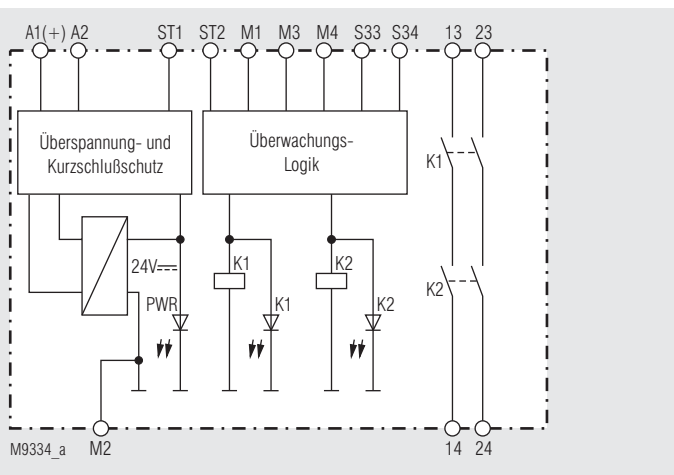 A1(+) A2 ST1 ST2 M1 M3 M4 S33 S34 13 23
Überspannung- und
Kurzschlußschutz
Überwachungs-
Logik
K1
24V
K1
K2
K2
PWR
K1
K2
M9334_a
M2
14 24